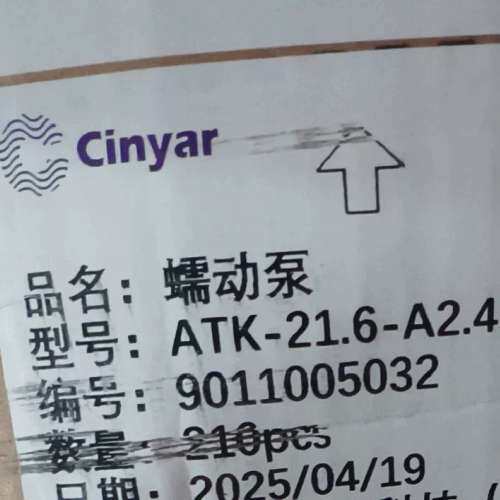 Cinyar
品名：蠕动泵
型号：ATK-21.6-A2.4
编号：9011005032
数量：216pcs
日期：2025/04/19